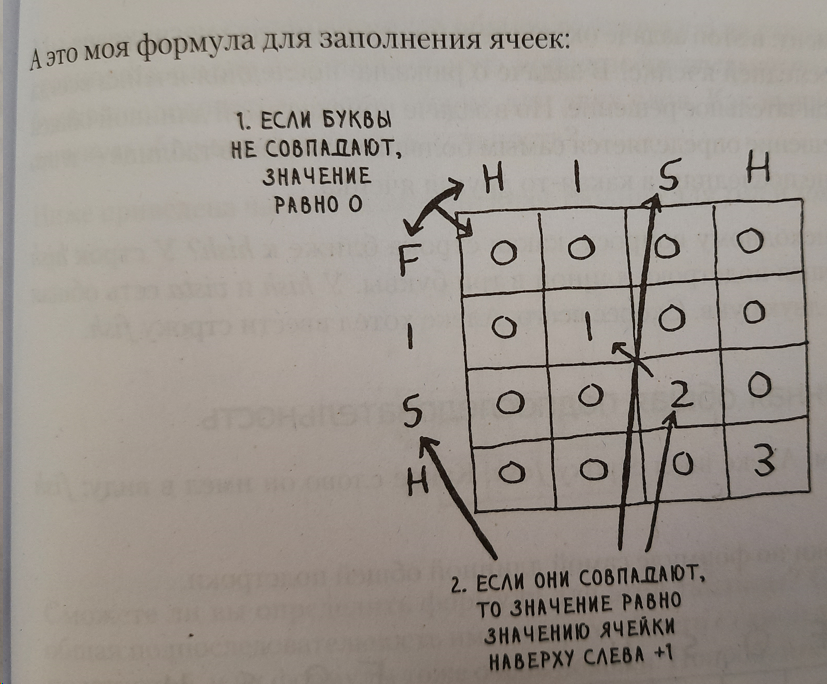 А это моя формула для заполнения ячеек:
1. ЕСЛИ БУКВЫ
НЕ СОВПАДАЮТ,
ЗНАЧЕНИЕ
РАВНО 0
H I S H
F 0 0 0 0
I 0 1 0 0
S 0 0 2 0
H 0 0 0 3
2. ЕСЛИ ОНИ СОВПАДАЮТ,
ТО ЗНАЧЕНИЕ РАВНО
ЗНАЧЕНИЮ ЯЧЕЙКИ
НАВЕРХУ СЛЕВА +1